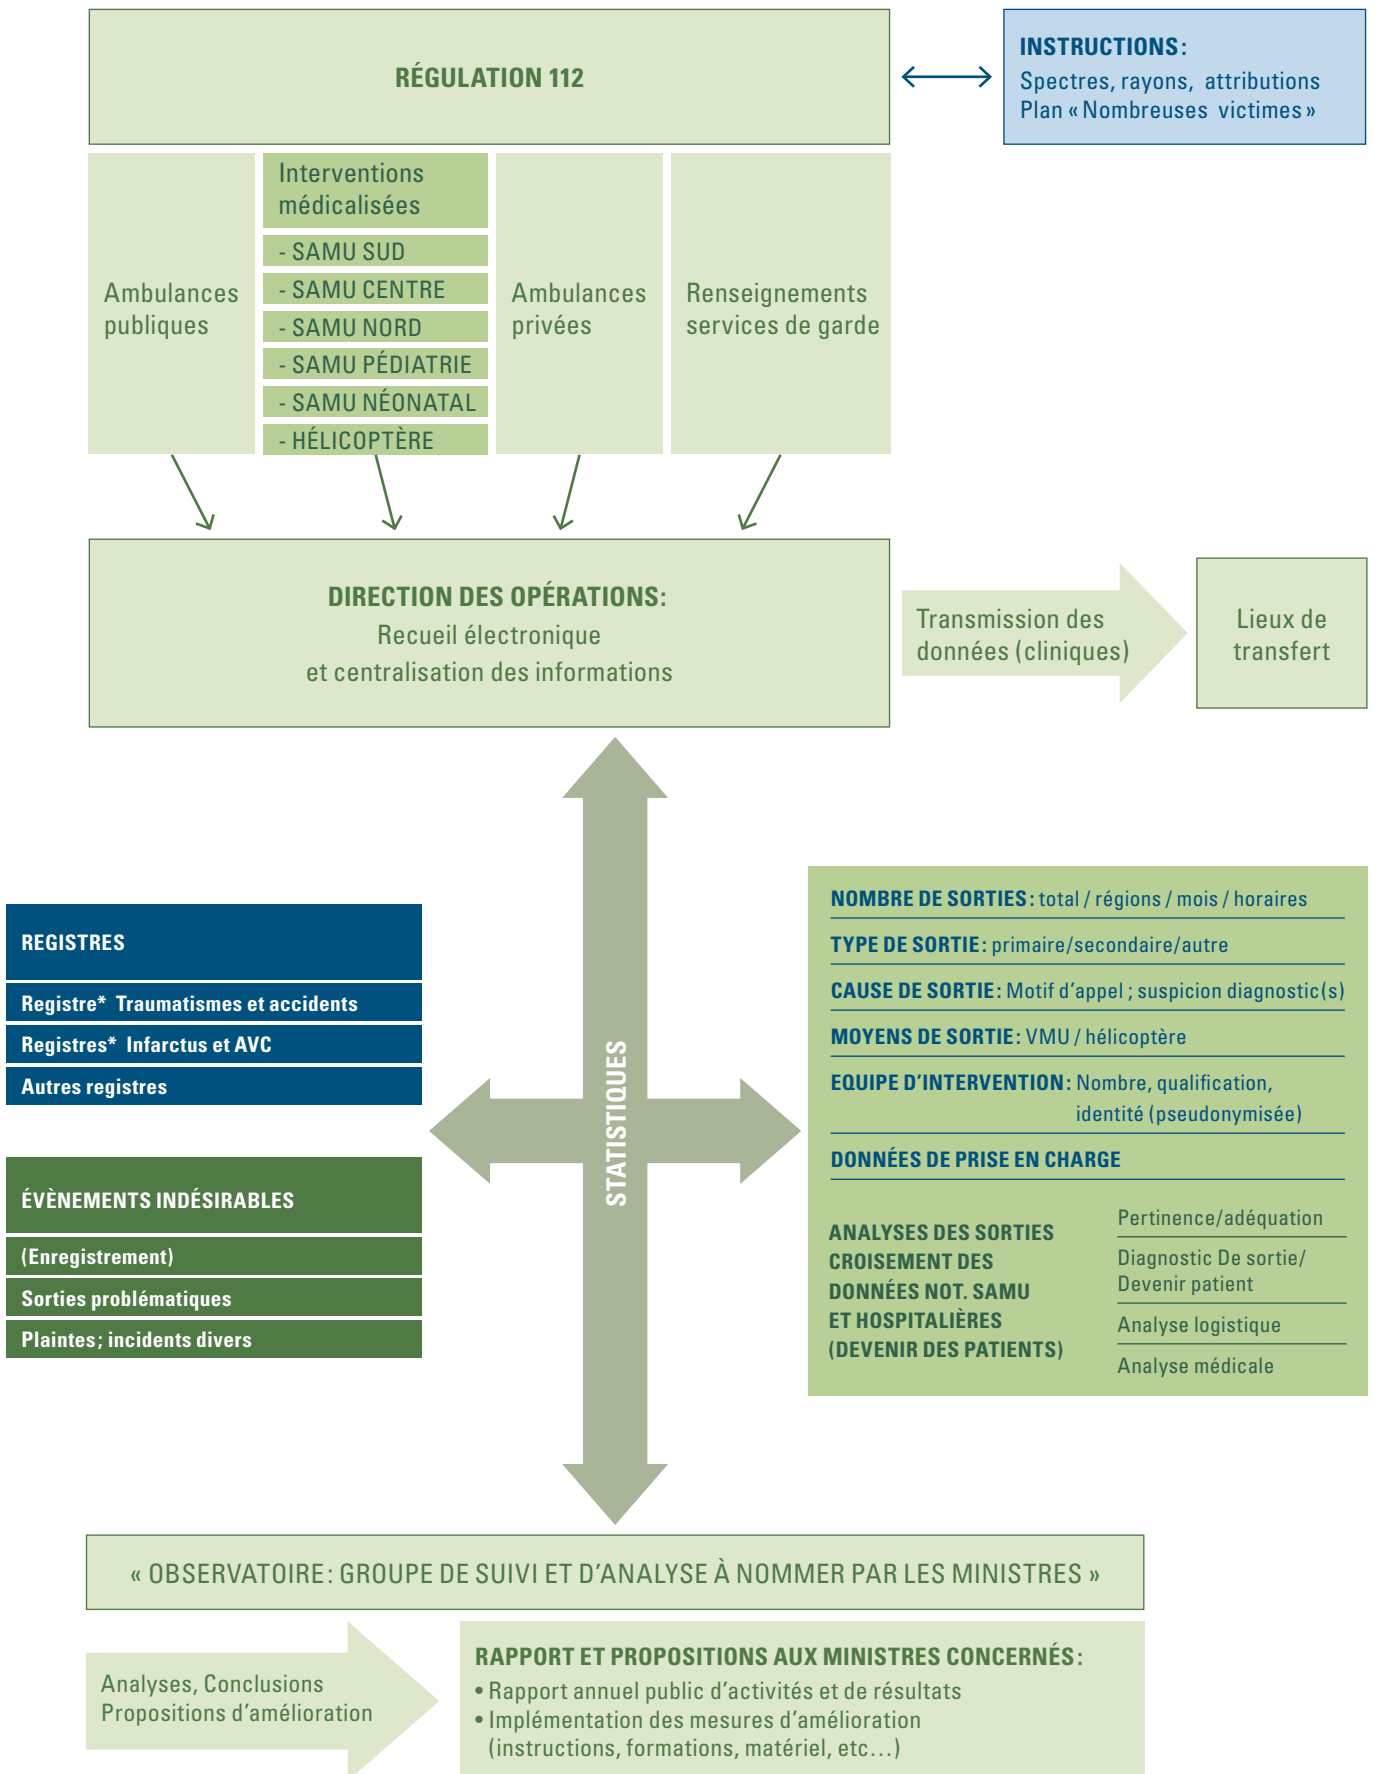 RÉGULATION 112
INSTRUCTIONS:
Spectres, rayons, attributions
Plan « Nombreuses victimes »
Ambulances
publiques
Interventions
médicalisées
- SAMU SUD
- SAMU CENTRE
- SAMU NORD
- SAMU PÉDIATRIE
- SAMU NÉONATAL
- HÉLICOPTÈRE
Ambulances
privées
Renseignements
services de garde
DIRECTION DES OPÉRATIONS:
Recueil électronique
et centralisation des informations
Transmission des
données (cliniques)
Lieux de
transfert
REGISTRES
Registre* Traumatismes et accidents
Registres* Infarctus et AVC
Autres registres
ÉVÈNEMENTS INDÉSIRABLES
(Enregistrement)
Sorties problématiques
Plaintes; incidents divers
STATISTIQUES
NOMBRE DE SORTIES: total / régions / mois / horaires
TYPE DE SORTIE: primaire/secondaire/autre
CAUSE DE SORTIE: Motif d'appel ; suspicion diagnostic(s)
MOYENS DE SORTIE: VMU / hélicoptère
EQUIPE D'INTERVENTION: Nombre, qualification,
identité (pseudonymisée)
DONNÉES DE PRISE EN CHARGE
ANALYSES DES SORTIES
CROISEMENT DES
DONNÉES NOT. SAMU
ET HOSPITALIÈRES
(DEVENIR DES PATIENTS)
Pertinence/adéquation
Diagnostic De sortie/
Devenir patient
Analyse logistique
Analyse médicale
« OBSERVATOIRE: GROUPE DE SUIVI ET D'ANALYSE À NOMMER PAR LES MINISTRES »
Analyses, Conclusions
Propositions d'amélioration
RAPPORT ET PROPOSITIONS AUX MINISTRES CONCERNÉS:
• Rapport annuel public d'activités et de résultats
• Implémentation des mesures d'amélioration
(instructions, formations, matériel, etc…)